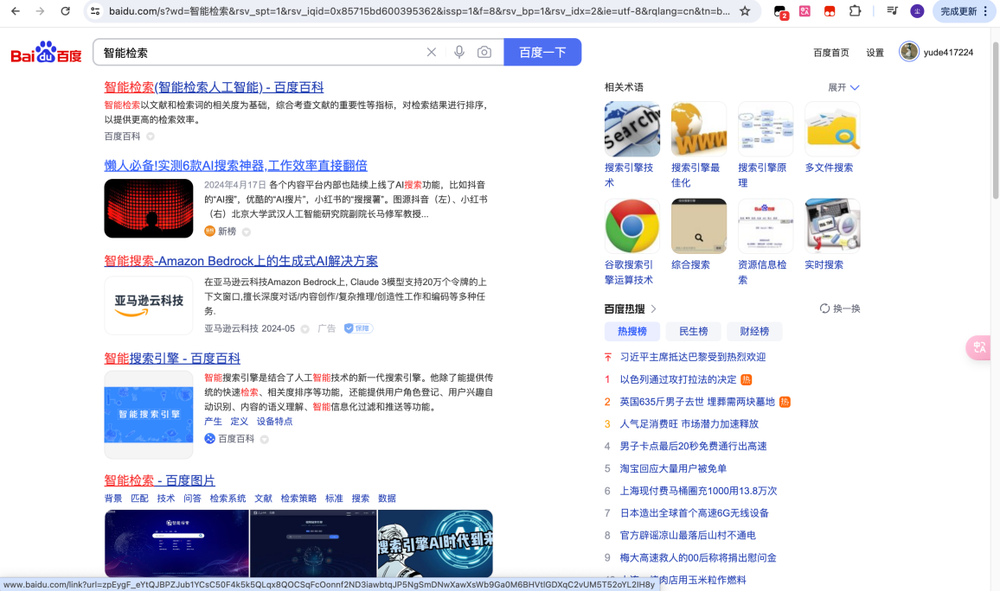 baidu.com/s?wd=智能检索&rsv_spt=1&rsv_iqid=0x85715bd600395362&issp=1&f=8&rsv_bp=1&rsv_idx=2&ie=utf-8&rqlang=cn&tn=b...
2
完成更新
Bai du 百度
智能检索
百度一下
百度首页 设置 yude417224
智能检索(智能检索人工智能) - 百度百科
智能检索以文献和检索词的相关度为基础，综合考查文献的重要性等指标，对检索结果进行排序，
以提供更高的检索效率。
百度百科
懒人必备!实测6款AI搜索神器,工作效率直接翻倍
2024年4月17日 各个内容平台内部也陆续上线了AI搜索功能，比如抖音
的“AI搜”，优酷的“AI搜片”，小红书的“搜搜薯”。图源抖音（左）、小红书
（右）北京大学武汉人工智能研究院副院长马修军教授...
新榜
智能搜索-Amazon Bedrock上的生成式AI解决方案
亚马逊云科技
在亚马逊云科技Amazon Bedrock上, Claude 3模型支持20万个令牌的上
下文窗口,擅长深度对话/内容创作/复杂推理/创造性工作和编码等多种任
务.
亚马逊云科技 2024-05 广告 保障
智能搜索引擎 - 百度百科
智能搜索引擎
智能搜索引擎是结合了人工智能技术的新一代搜索引擎。他除了能提供传
统的快速检索、相关度排序等功能，还能提供用户角色登记、用户兴趣自
动识别、内容的语义理解、智能信息化过滤和推送等功能。
产生 定义 设备特点
百度百科
智能检索 - 百度图片
背景 匹配 技术 问答 检索系统 文献 检索策略 标准 搜索 数据
智能检索
搜索引擎AI时代到来
www.baidu.com/link?url=zpEygF_eYtQJBPZJub1YCsC50F4k5k5QLqx8QOCSqFcOonnf2ND3iawbtqJP5NgSmDNwXawXsWb9Ga0M6BHVtlGDXqC2vUM5T52oYL2IH8y
相关术语 展开
Search
WWW
搜索引擎技
术
搜索引擎最
佳化
搜索引擎原
理
多文件搜索
谷歌搜索引
擎运算技术
综合搜索
资源信息检
索
实时搜索
百度热搜 换一换
热搜榜 民生榜 财经榜
习近平主席抵达巴黎受到热烈欢迎
1 以色列通过攻打拉法的决定 热
2 英国635斤男子去世 埋葬需两块墓地 热
3 人气足消费旺 市场潜力加速释放
4 男子卡点最后20秒免费通行出高速
5 淘宝回应大量用户被免单
6 上海现付费马桶圈充1000用13.8万次
7 日本造出全球首个高速6G无线设备
8 官方辟谣凉山最落后山村不通电
9 梅大高速救人的00后称将捐出慰问金
肉店用玉米粒作燃料